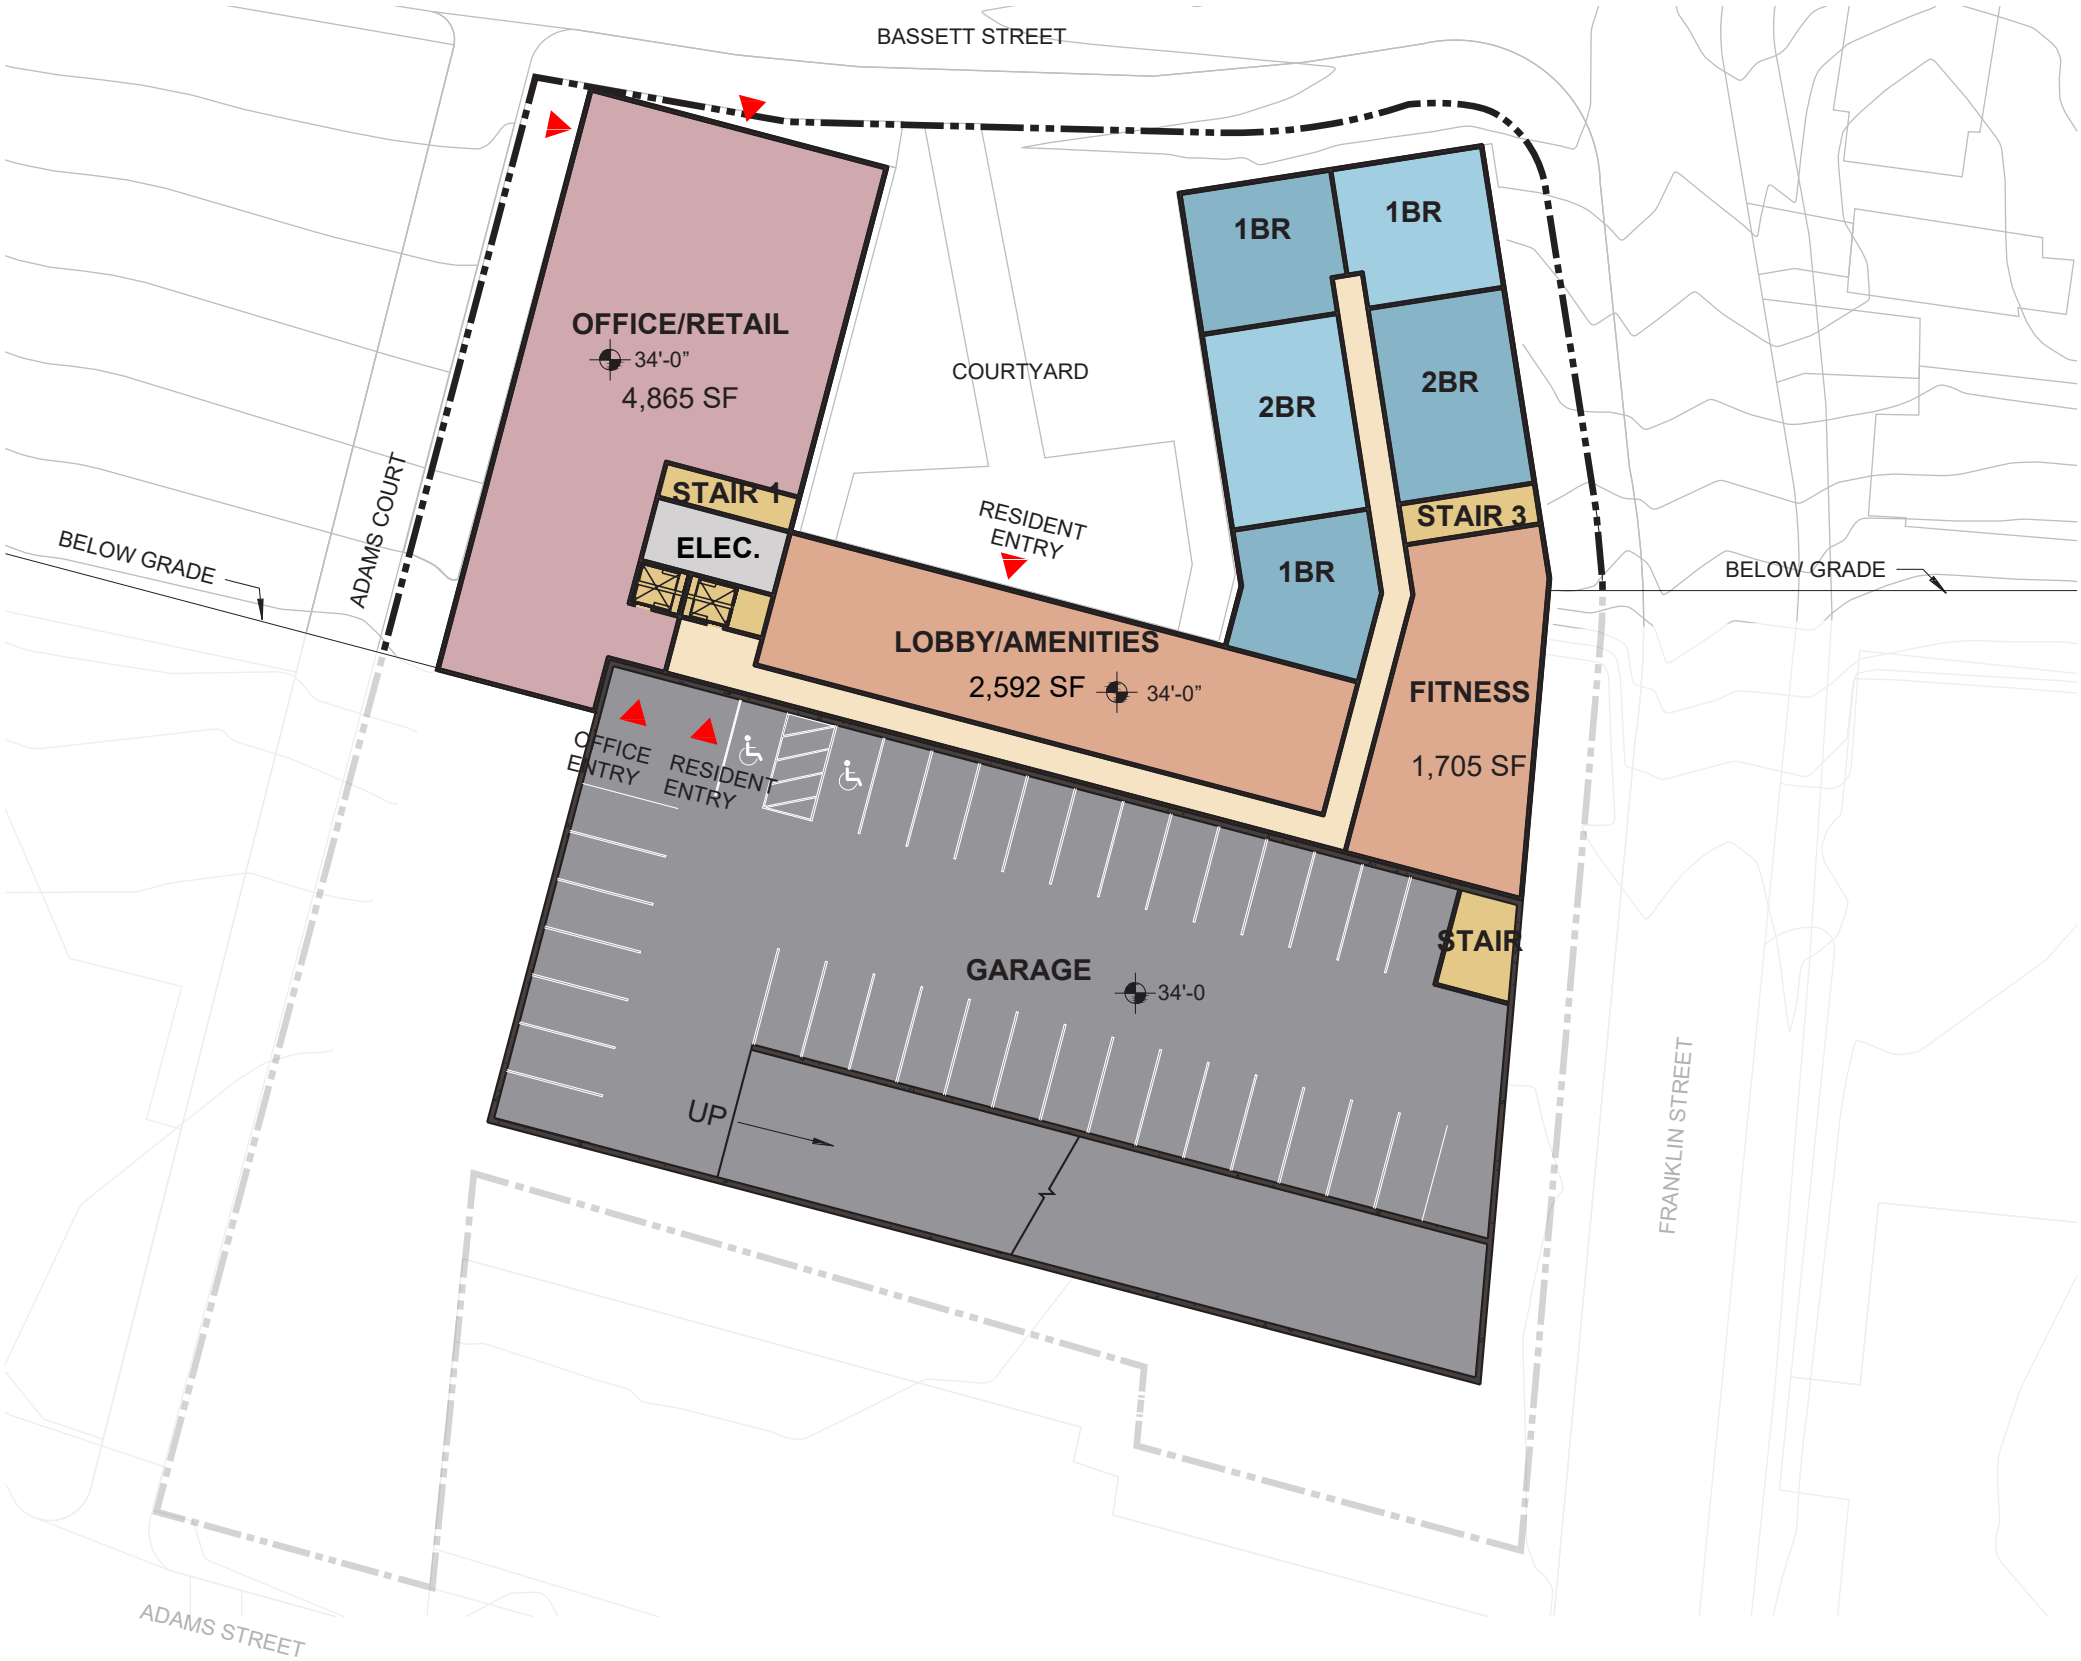 BASSETT STREET
1BR
1BR
OFFICE/RETAIL
34'-0"
4,865 SF
COURTYARD
2BR
2BR
ADAMS COURT
STAIR 1
RESIDENT
ENTRY
STAIR 3
BELOW GRADE
ELEC.
1BR
BELOW GRADE
LOBBY/AMENITIES
2,592 SF
34'-0"
FITNESS
1,705 SF
OFFICE
ENTRY
RESIDENT
ENTRY
STAIR
GARAGE
34'-0
UP
FRANKLIN STREET
ADAMS STREET